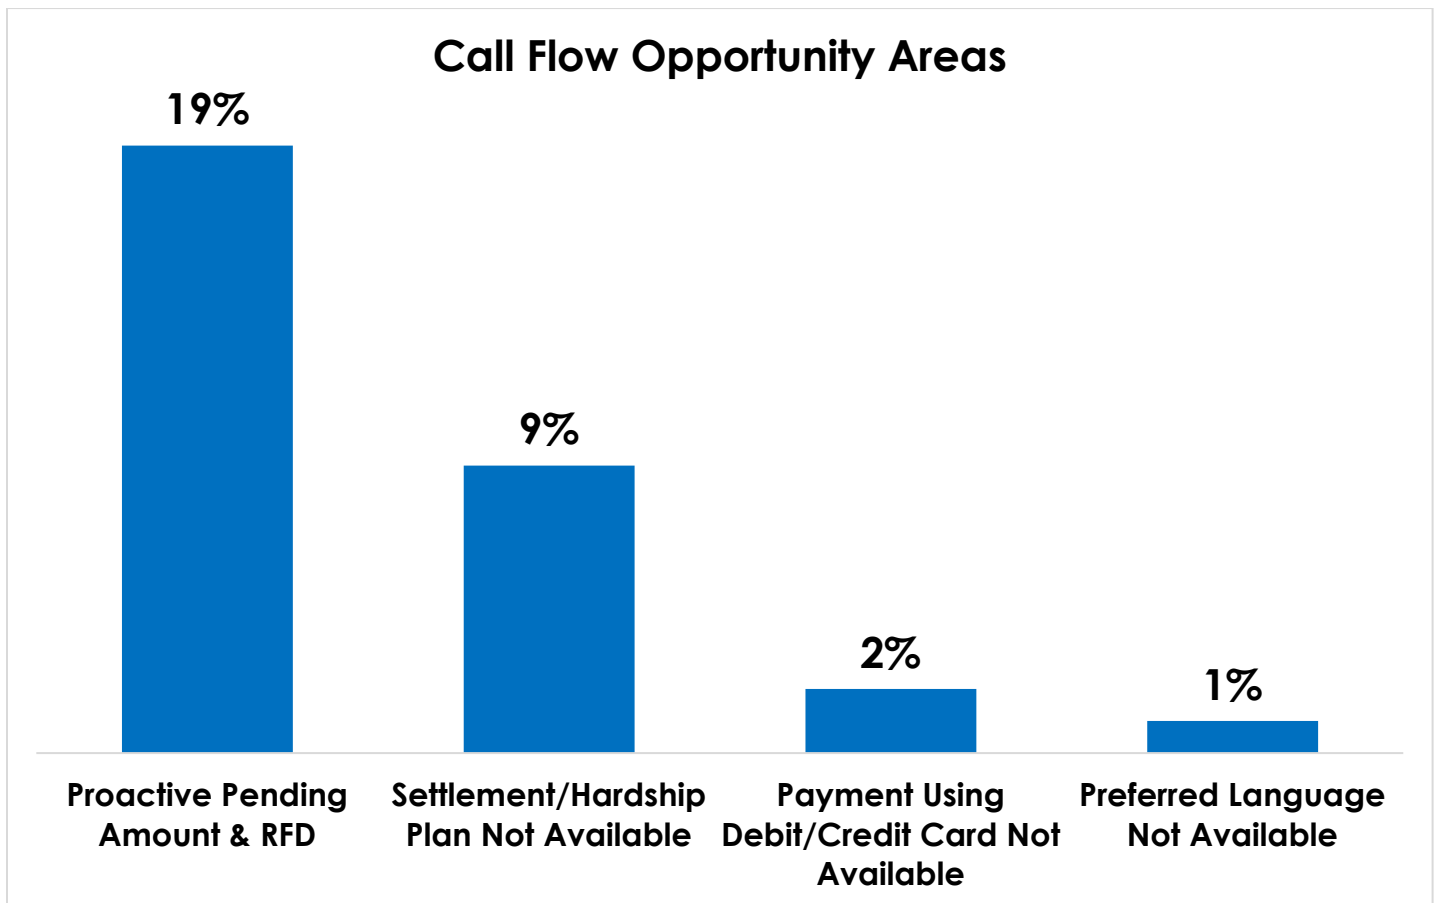 Call Flow Opportunity Areas
19%
9%
2%
1%
Proactive Pending
Amount & RFD
Settlement/Hardship
Plan Not Available
Payment Using
Debit/Credit Card Not
Available
Preferred Language
Not Available